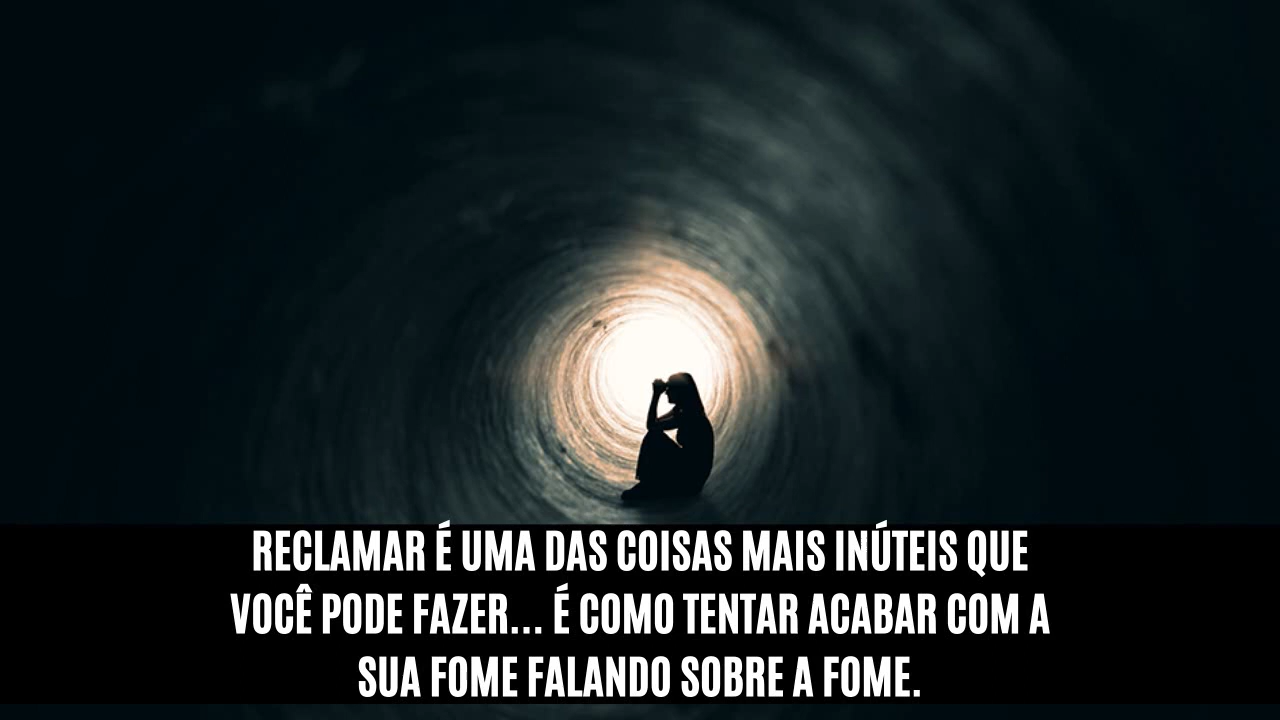 RECLAMAR É UMA DAS COISAS MAIS INÚTEIS QUE
VOCÊ PODE FAZER... É COMO TENTAR ACABAR COM A
SUA FOME FALANDO SOBRE A FOME.